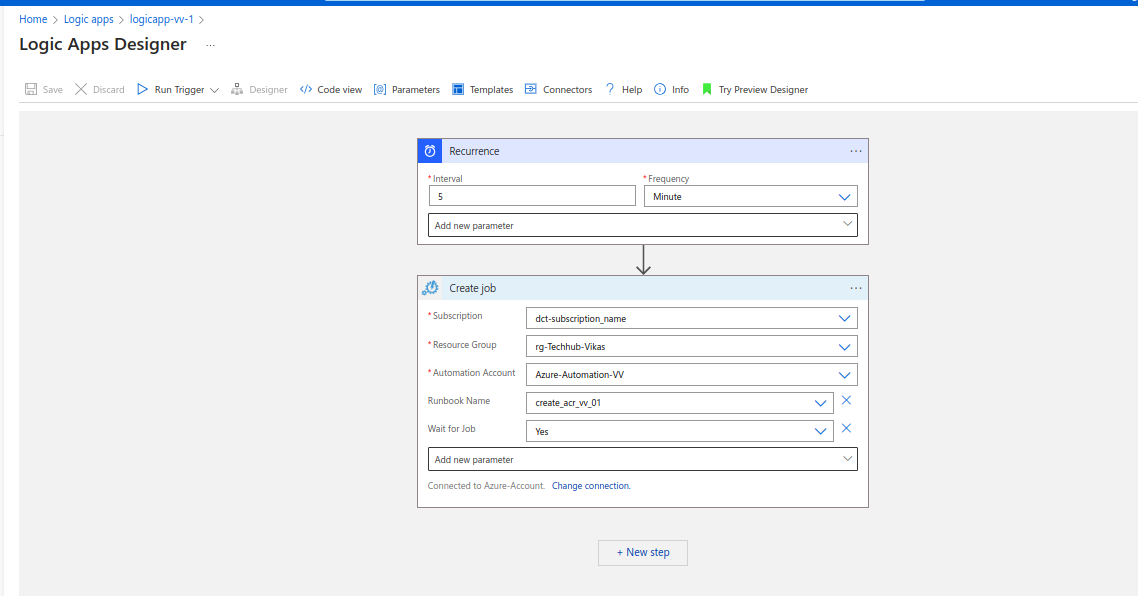 Home > Logic apps > logicapp-vv-1 >
Logic Apps Designer ...
Save Discard Run Trigger Designer Code view Parameters Templates Connectors Help Info Try Preview Designer
Recurrence ...
* Interval * Frequency
5 Minute
Add new parameter
Create job ...
* Subscription dct-subscription_name
* Resource Group rg-Techhub-Vikas
* Automation Account Azure-Automation-VV
Runbook Name create_acr_vv_01
Wait for Job Yes
Add new parameter
Connected to Azure-Account. Change connection.
+ New step